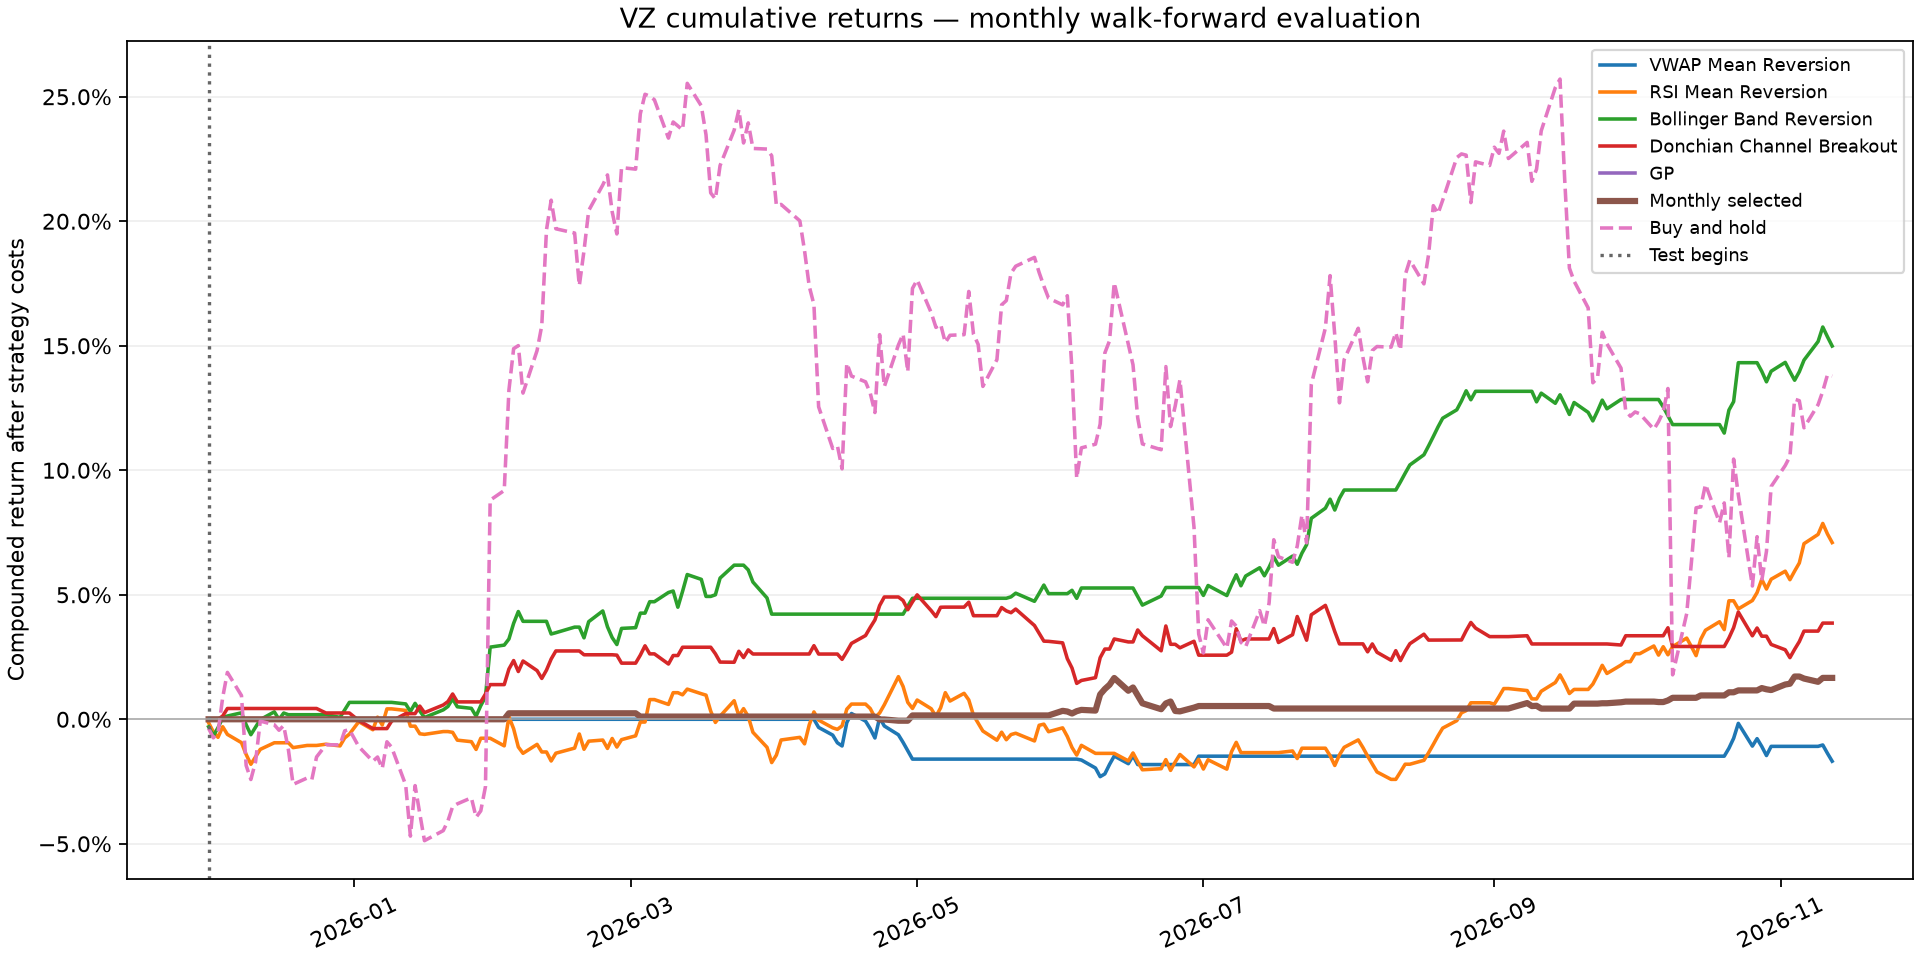 VZ cumulative returns — monthly walk-forward evaluation
Compounded return after strategy costs
25.0%
20.0%
15.0%
10.0%
5.0%
0.0%
−5.0%
2026-01
2026-03
2026-05
2026-07
2026-09
2026-11
VWAP Mean Reversion
RSI Mean Reversion
Bollinger Band Reversion
Donchian Channel Breakout
GP
Monthly selected
Buy and hold
Test begins